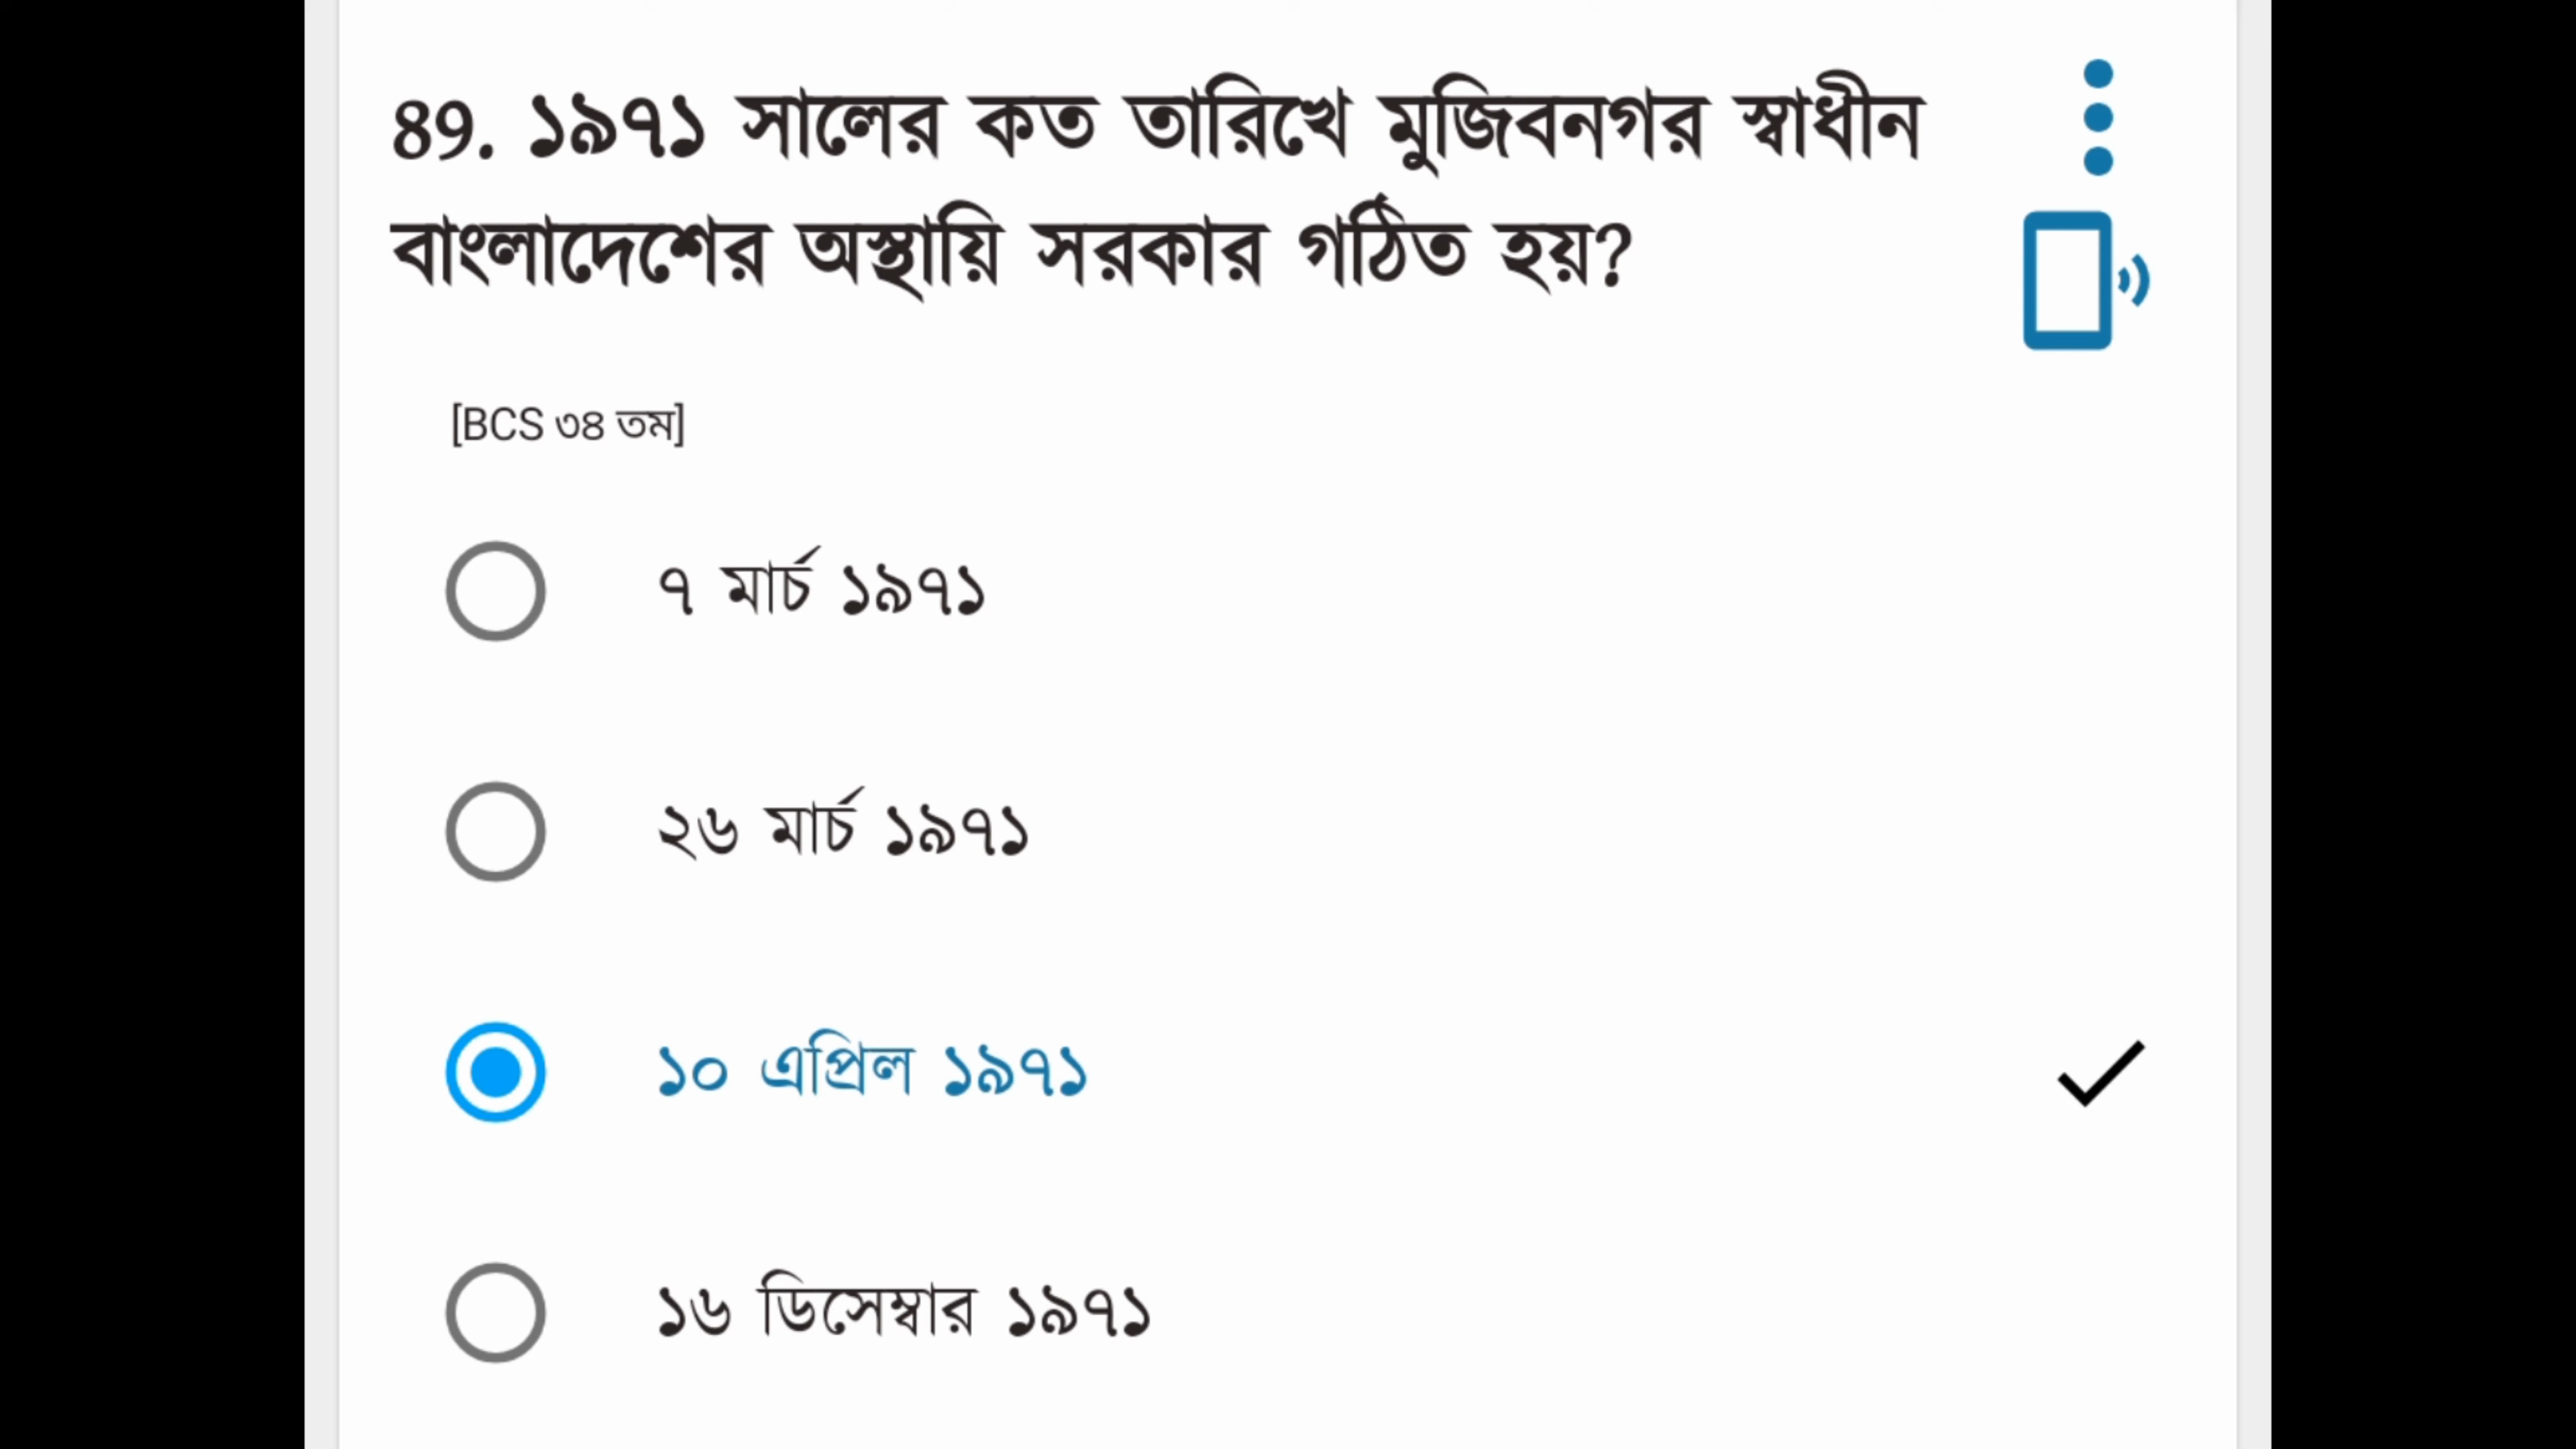 89. ১৯৭১ সালের কত তারিখে মুজিবনগর স্বাধীন
বাংলাদেশের অস্থায়ি সরকার গঠিত হয়?
[BCS ৩৪ তম]
৭ মার্চ ১৯৭১
২৬ মার্চ ১৯৭১
১০ এপ্রিল ১৯৭১
১৬ ডিসেম্বার ১৯৭১